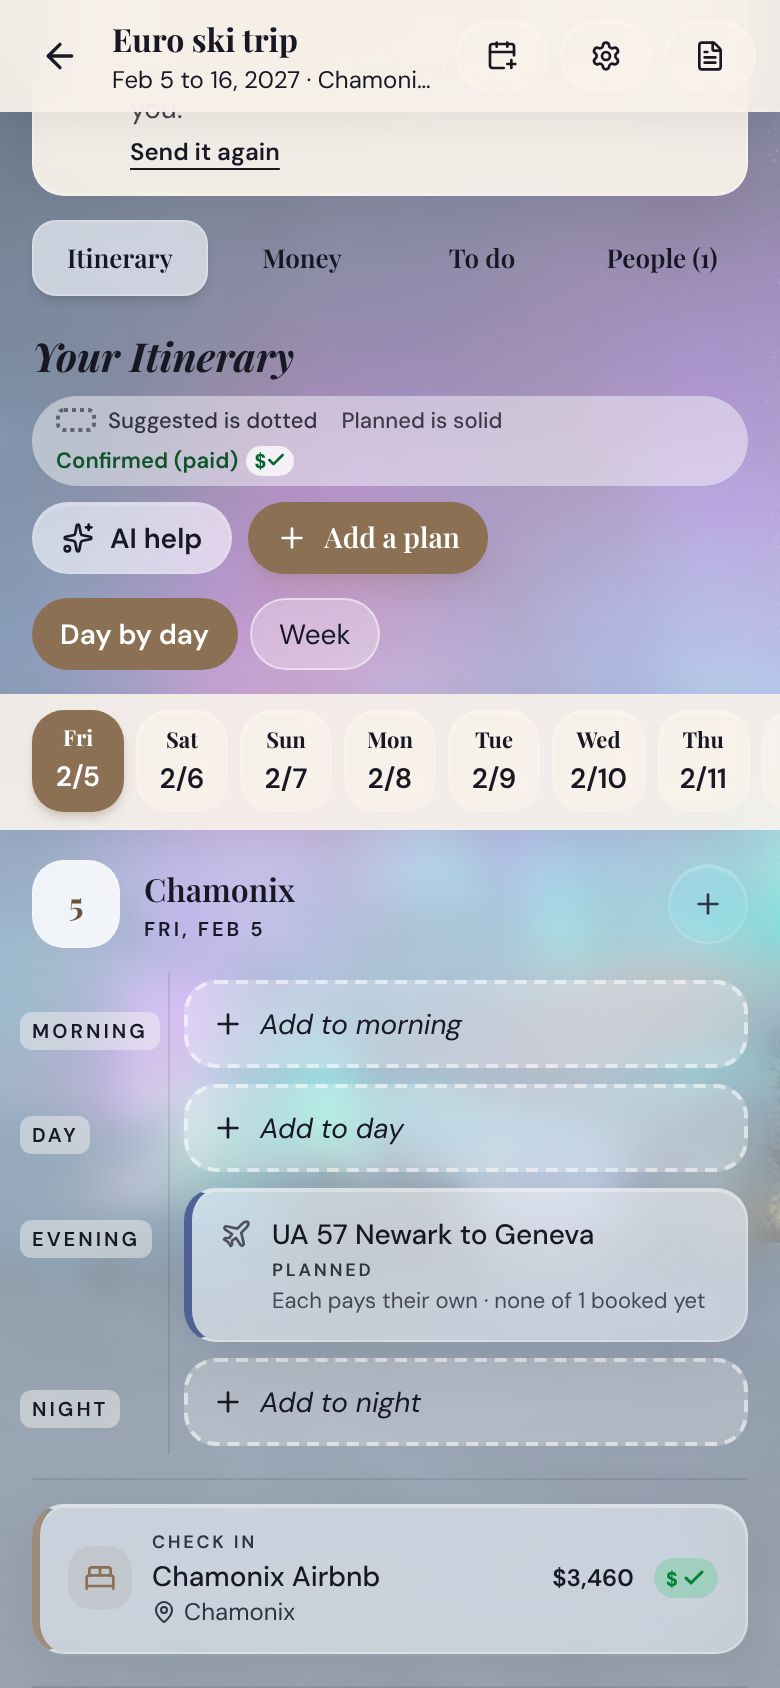 Euro ski trip
Feb 5 to 16, 2027 · Chamoni...
you.
Send it again
Itinerary
Money
To do
People (1)
Your Itinerary
Suggested is dotted
Planned is solid
Confirmed (paid) $✓
AI help
Add a plan
Day by day
Week
Fri
2/5
Sat
2/6
Sun
2/7
Mon
2/8
Tue
2/9
Wed
2/10
Thu
2/11
5
Chamonix
FRI, FEB 5
MORNING
Add to morning
DAY
Add to day
EVENING
UA 57 Newark to Geneva
PLANNED
Each pays their own · none of 1 booked yet
NIGHT
Add to night
CHECK IN
Chamonix Airbnb
$3,460 $✓
Chamonix